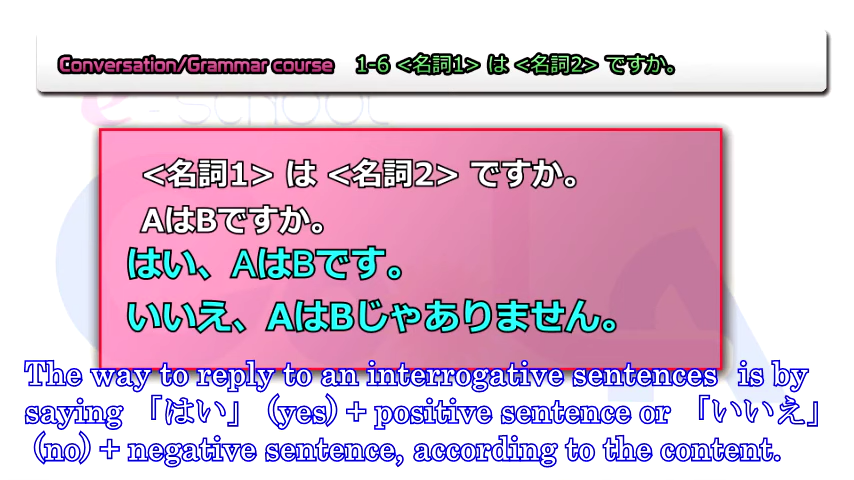 Conversation/Grammar course 1-6 <名詞1> は <名詞2> ですか。
e-SCHOOL
<名詞1> は <名詞2> ですか。
AはBですか。
はい、AはBです。
いいえ、AはBじゃありません。
The way to reply to an interrogative sentences is by
saying 「はい」 (yes) + positive sentence or 「いいえ」
(no) + negative sentence, according to the content.